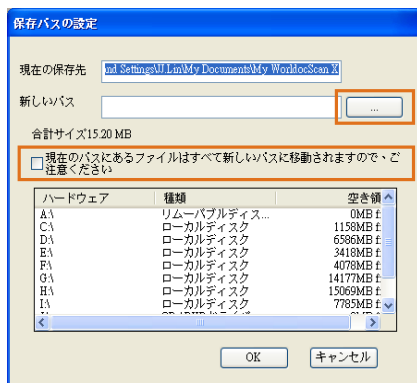 保存パスの設定
現在の保存先 nd Settings\U.Lin\My Documents\My WorldocScan X
新しいパス ...
合計サイズ15.20 MB
現在のパスにあるファイルはすべて新しいパスに移動されますので、ご
注意ください
ハードウェア 種類 空き領
A:\ リムーバブルディス... 0MB f
C:\ ローカルディスク 1158MB f
D:\ ローカルディスク 6586MB f
E:\ ローカルディスク 3418MB f
F:\ ローカルディスク 4078MB f
G:\ ローカルディスク 14177MB f
H:\ ローカルディスク 15069MB f
I:\ ローカルディスク 7785MB f
OK キャンセル